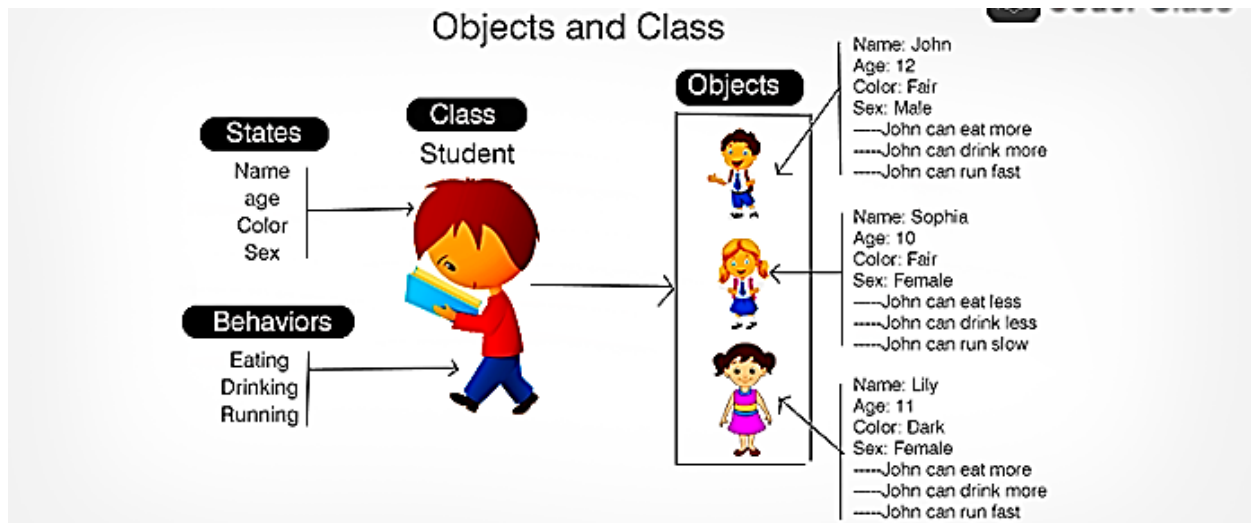 Objects and Class
States
Name
age
Color
Sex
Behaviors
Eating
Drinking
Running
Class
Student
Objects
Name: John
Age: 12
Color: Fair
Sex: Male
-----John can eat more
-----John can drink more
-----John can run fast
Name: Sophia
Age: 10
Color: Fair
Sex: Female
-----John can eat less
-----John can drink less
-----John can run slow
Name: Lily
Age: 11
Color: Dark
Sex: Female
-----John can eat more
-----John can drink more
-----John can run fast